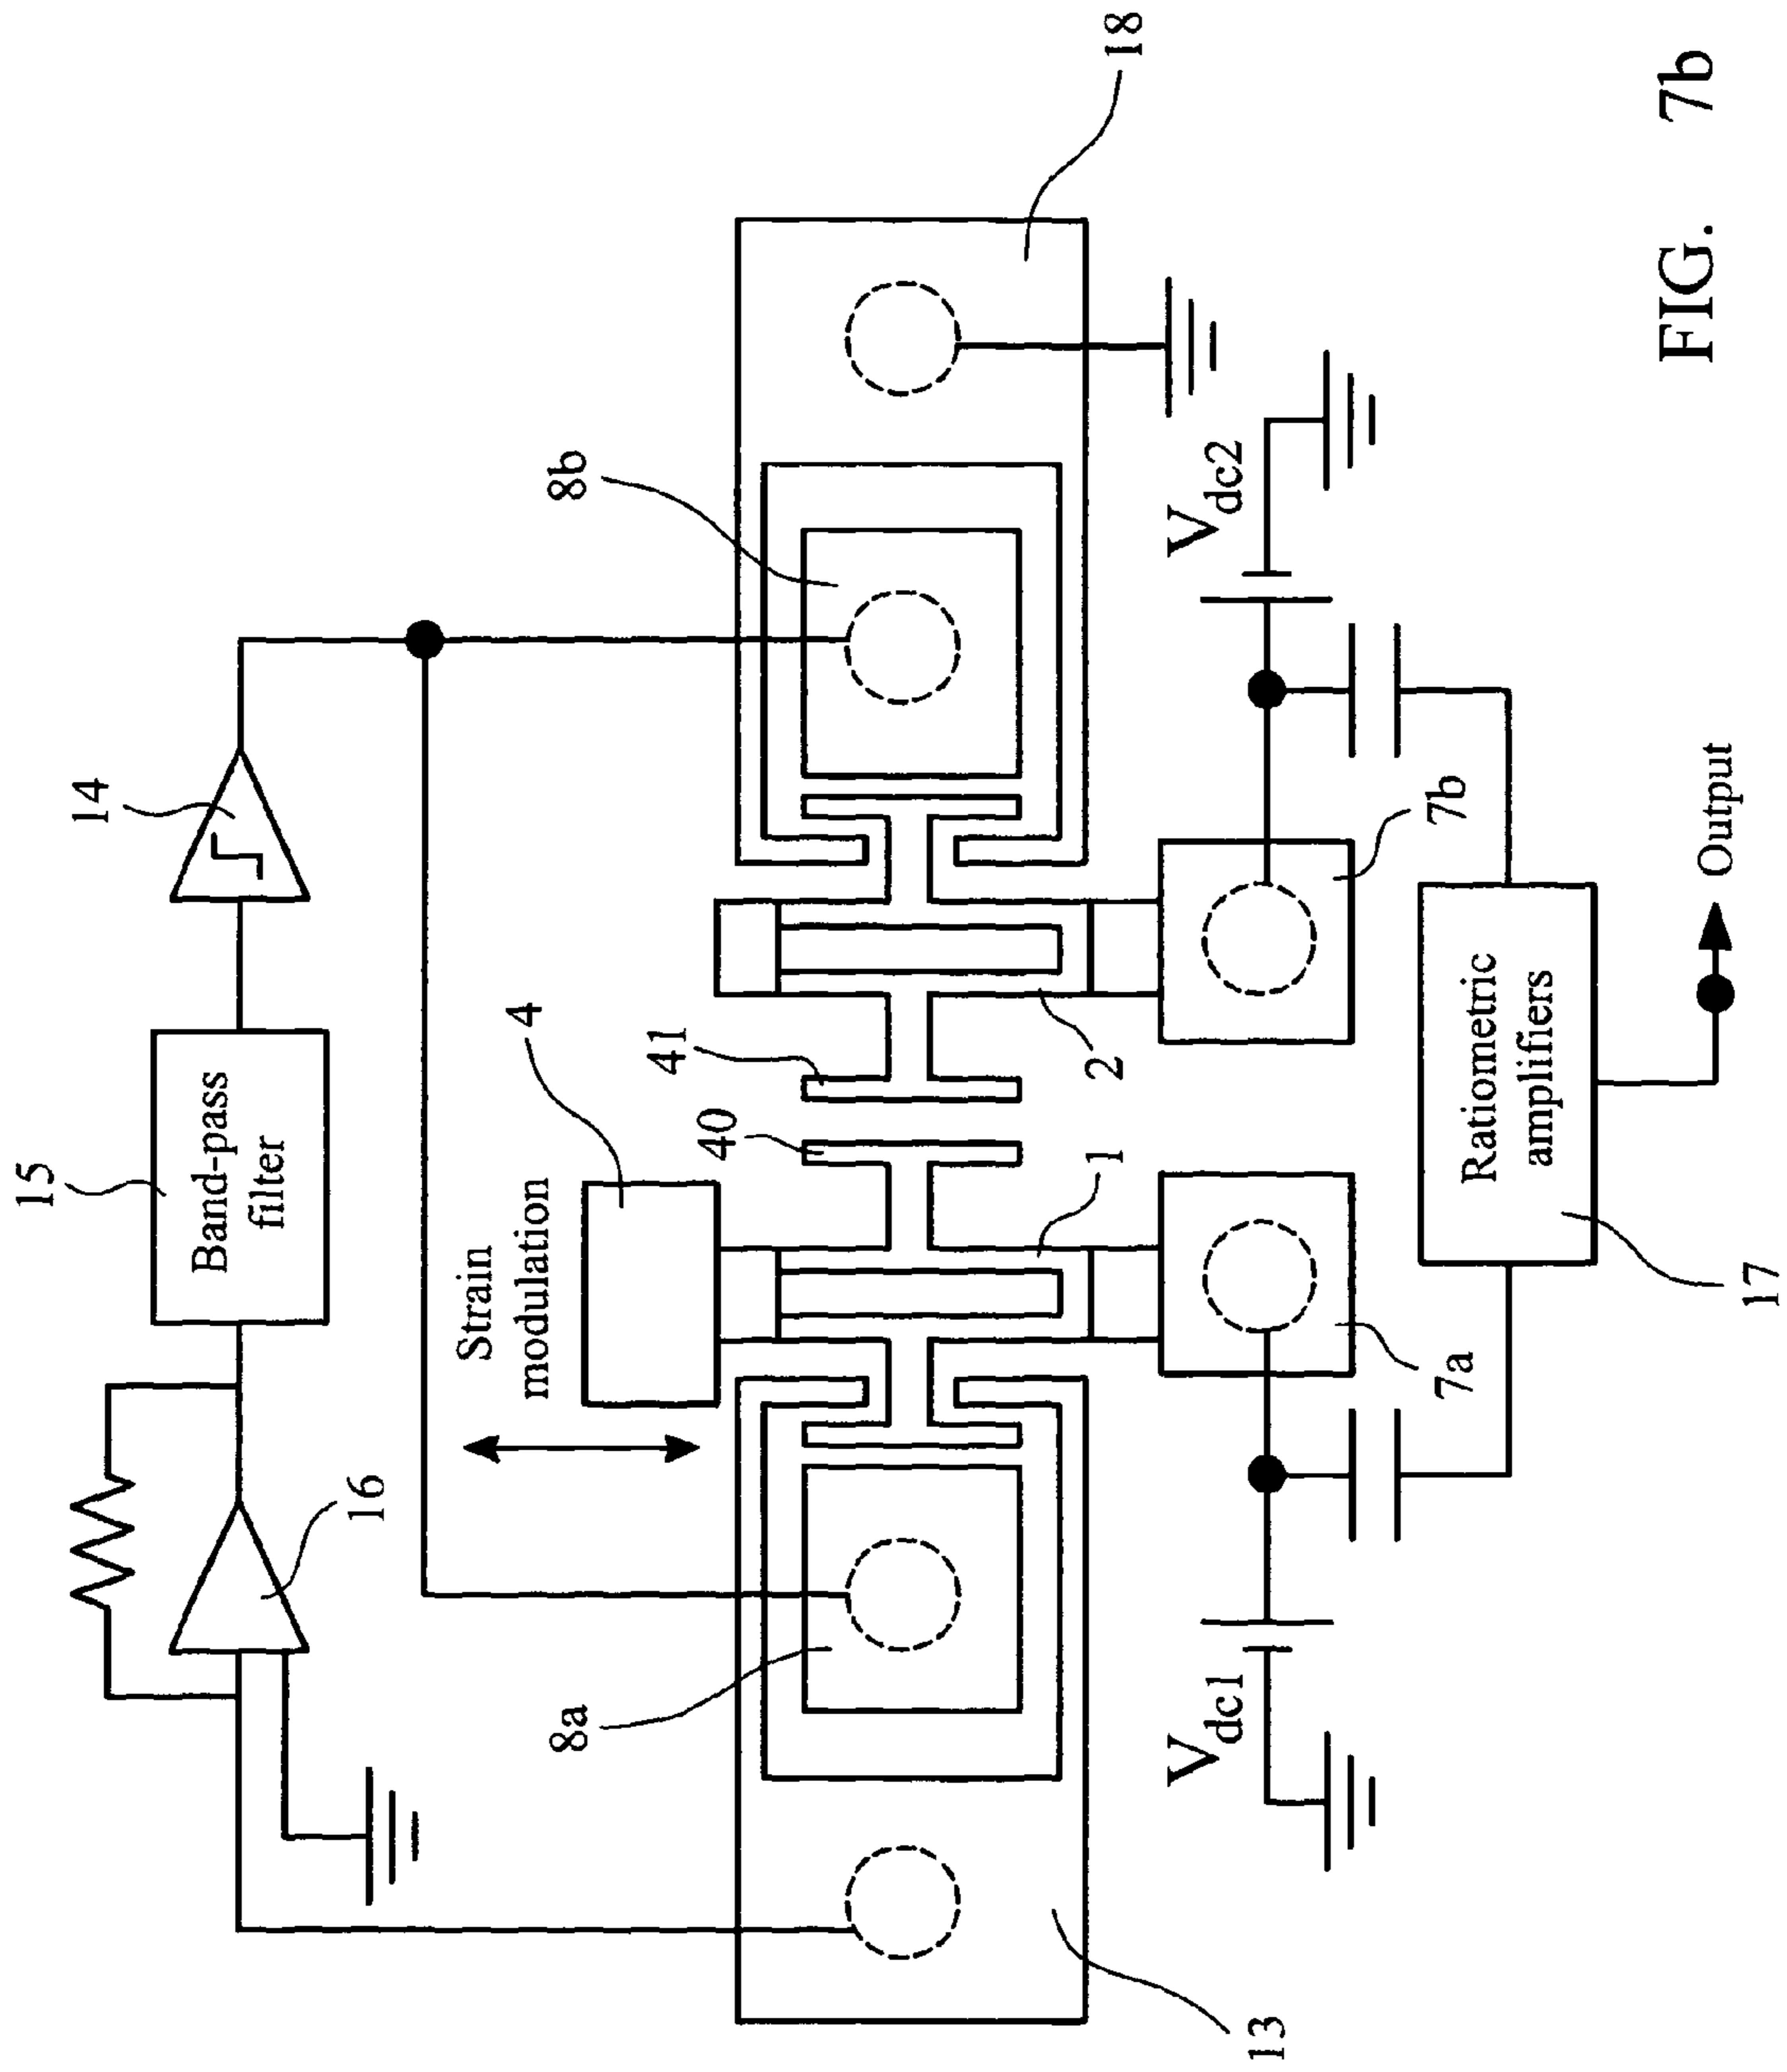 15
Band-pass
filter
14
16
Strain
modulation
4
40
41
8a
8b
18
13
1
2
Vdc1
Vdc2
7a
7b
Ratiometric
amplifiers
17
Output
FIG. 7b